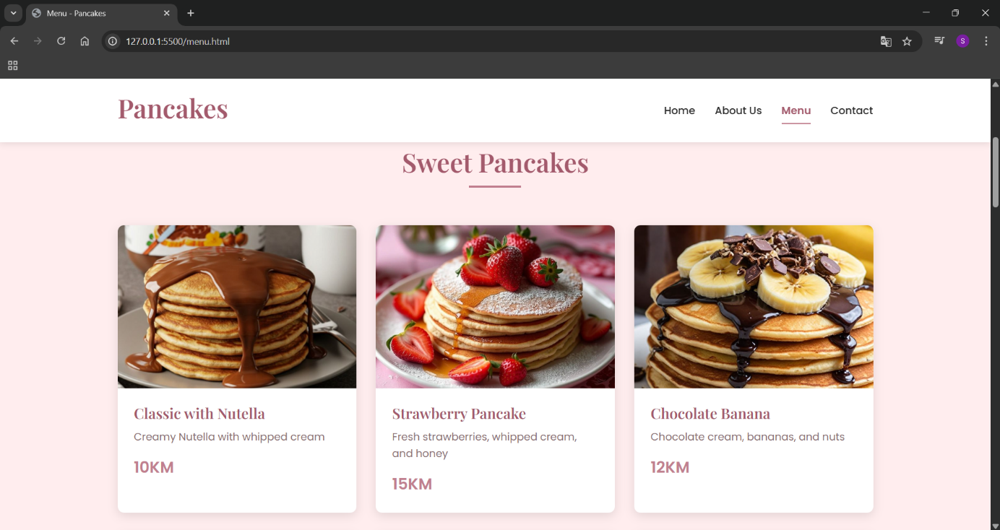 Menu - Pancakes
127.0.0.1:5500/menu.html
S
Pancakes
Home About Us Menu Contact
Sweet Pancakes
Classic with Nutella
Creamy Nutella with whipped cream
10KM
Strawberry Pancake
Fresh strawberries, whipped cream,
and honey
15KM
Chocolate Banana
Chocolate cream, bananas, and nuts
12KM